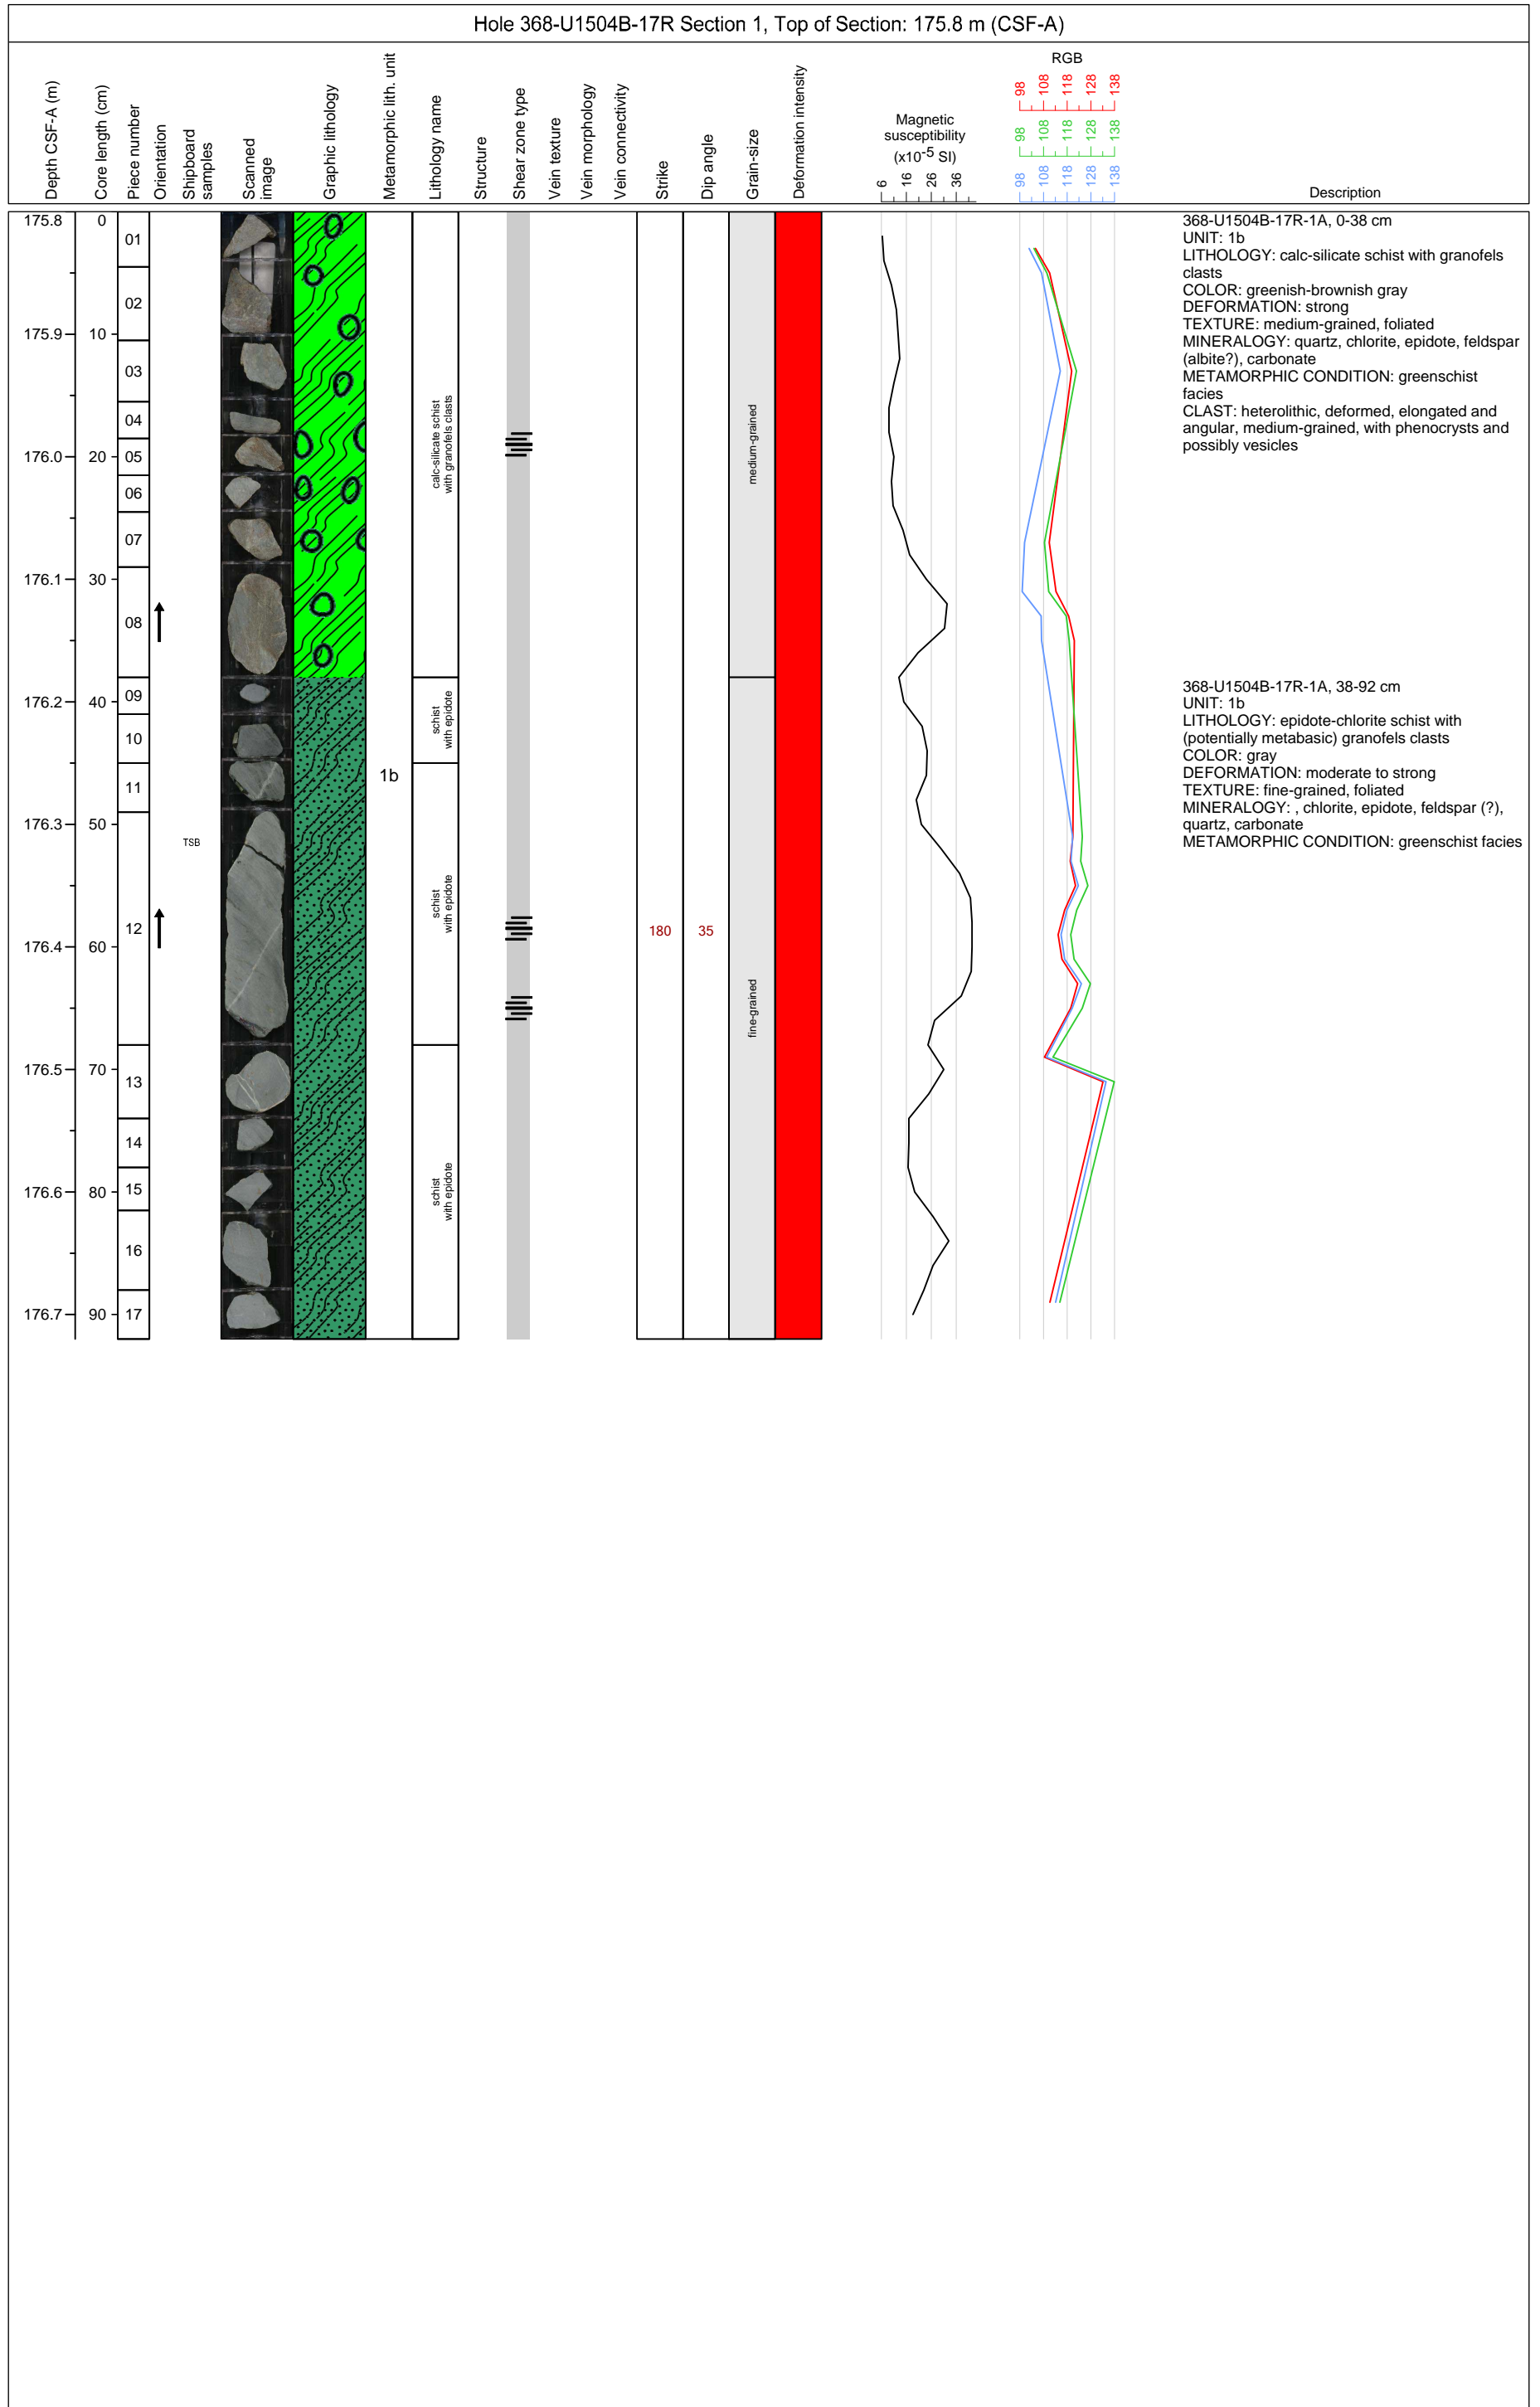 Hole 368-U1504B-17R Section 1, Top of Section: 175.8 m (CSF-A)
Depth CSF-A (m)
Core length (cm)
Piece number
Orientation
Shipboard
samples
Scanned
image
Graphic lithology
Metamorphic lith. unit
Lithology name
Structure
Shear zone type
Vein texture
Vein morphology
Vein connectivity
Strike
Dip angle
Grain-size
Deformation intensity
Magnetic
susceptibility
(x10-5 SI)
6 16 26 36
RGB
98 108 118 128 138
98 108 118 128 138
98 108 118 128 138
Description
175.8
175.9
176.0
176.1
176.2
176.3
176.4
176.5
176.6
176.7
0
10
20
30
40
50
60
70
80
90
01
02
03
04
05
06
07
08
09
10
11
12
13
14
15
16
17
TSB
1b
calc-silicate schist
with granofels clasts
schist
with epidote
schist
with epidote
schist
with epidote
180
35
medium-grained
fine-grained
368-U1504B-17R-1A, 0-38 cm
UNIT: 1b
LITHOLOGY: calc-silicate schist with granofels
clasts
COLOR: greenish-brownish gray
DEFORMATION: strong
TEXTURE: medium-grained, foliated
MINERALOGY: quartz, chlorite, epidote, feldspar
(albite?), carbonate
METAMORPHIC CONDITION: greenschist
facies
CLAST: heterolithic, deformed, elongated and
angular, medium-grained, with phenocrysts and
possibly vesicles
368-U1504B-17R-1A, 38-92 cm
UNIT: 1b
LITHOLOGY: epidote-chlorite schist with
(potentially metabasic) granofels clasts
COLOR: gray
DEFORMATION: moderate to strong
TEXTURE: fine-grained, foliated
MINERALOGY: , chlorite, epidote, feldspar (?),
quartz, carbonate
METAMORPHIC CONDITION: greenschist facies